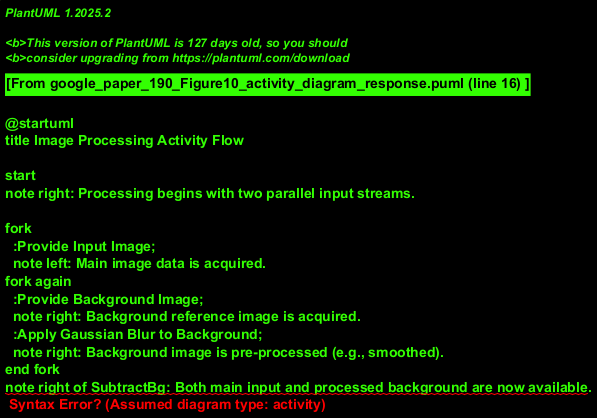 PlantUML 1.2025.2
<b>This version of PlantUML is 127 days old, so you should
<b>consider upgrading from https://plantuml.com/download
[From google_paper_190_Figure10_activity_diagram_response.puml (line 16) ]
@startuml
title Image Processing Activity Flow
start
note right: Processing begins with two parallel input streams.
fork
:Provide Input Image;
note left: Main image data is acquired.
fork again
:Provide Background Image;
note right: Background reference image is acquired.
:Apply Gaussian Blur to Background;
note right: Background image is pre-processed (e.g., smoothed).
end fork
note right of SubtractBg: Both main input and processed background are now available.
Syntax Error? (Assumed diagram type: activity)